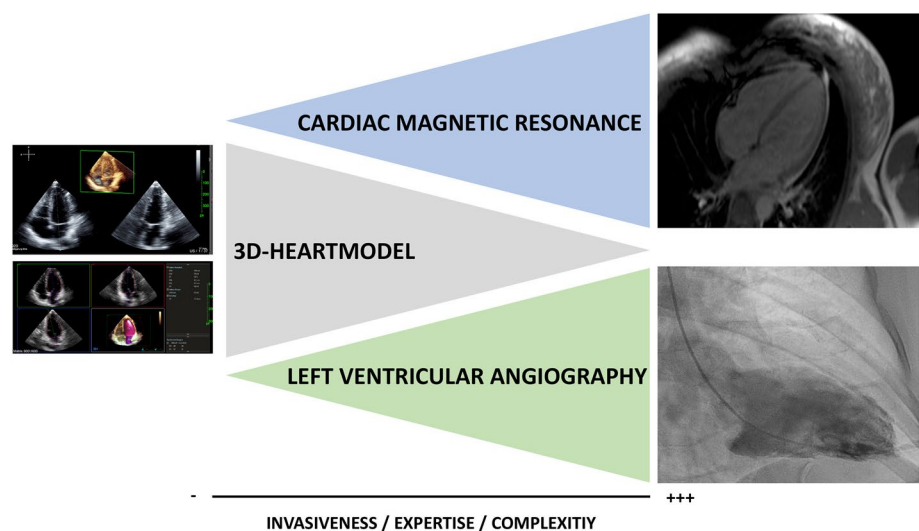 CARDIAC MAGNETIC RESONANCE
3D-HEARTMODEL
LEFT VENTRICULAR ANGIOGRAPHY
- +++
INVASIVENESS / EXPERTISE / COMPLEXITIY